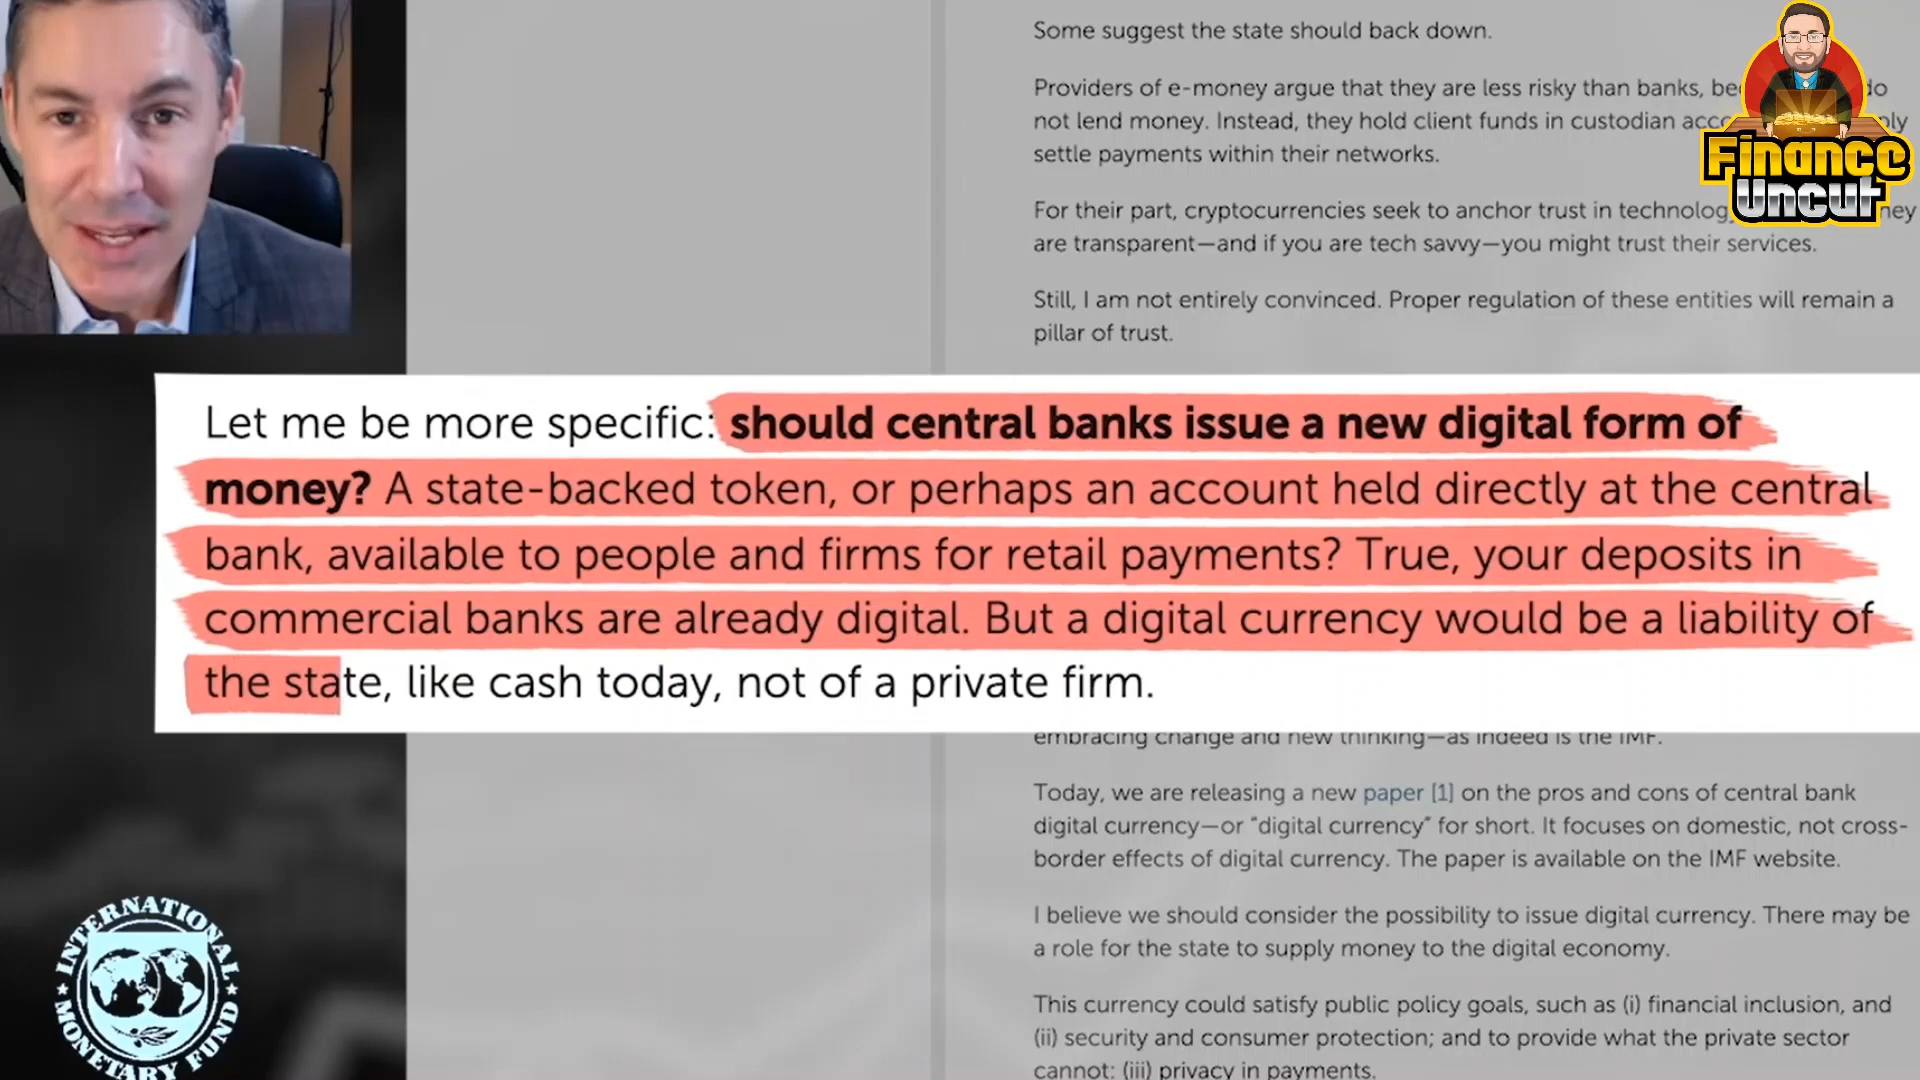 Some suggest the state should back down.
Finance
Uncut
Providers of e-money argue that they are less risky than banks, do
not lend money. Instead, they hold client funds in custodian
settle payments within their networks.
For their part, cryptocurrencies seek to anchor trust in
are transparent—and if you are tech savvy—you might trust their services.
Still, I am not entirely convinced. Proper regulation of these entities will remain a
pillar of trust.
Let me be more specific: should central banks issue a new digital form of
money? A state-backed token, or perhaps an account held directly at the central
bank, available to people and firms for retail payments? True, your deposits in
commercial banks are already digital. But a digital currency would be a liability of
the state, like cash today, not of a private firm.
embracing change and new thinking—as indeed is the IMF.
Today, we are releasing a new paper [1] on the pros and cons of central bank
digital currency—or “digital currency” for short. It focuses on domestic, not cross-
border effects of digital currency. The paper is available on the IMF website.
I believe we should consider the possibility to issue digital currency. There may be
a role for the state to supply money to the digital economy.
This currency could satisfy public policy goals, such as (i) financial inclusion, and
(ii) security and consumer protection; and to provide what the private sector
cannot: (iii) privacy in payments.
INTERNATIONAL
MONETARY FUND